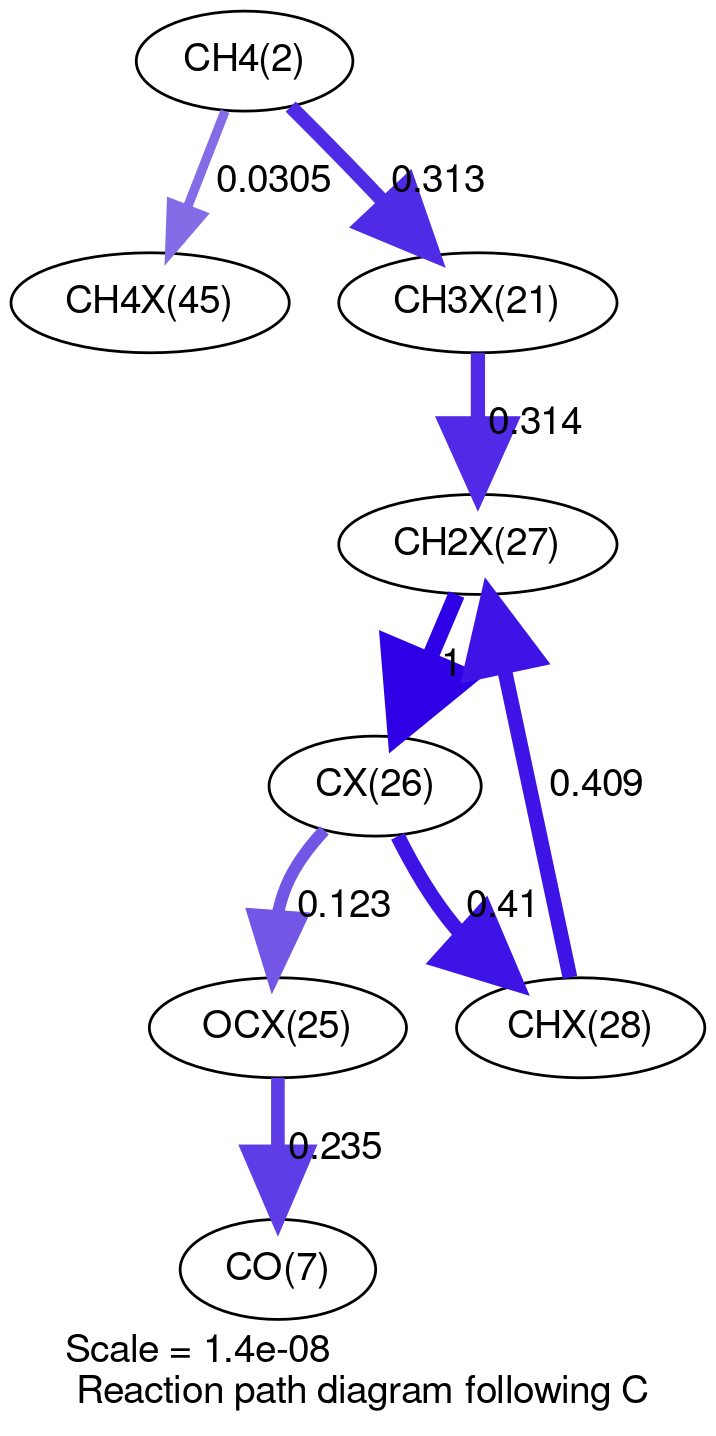 CH4(2)
0.0305
0.313
CH4X(45)
CH3X(21)
0.314
CH2X(27)
1
CX(26)
0.409
0.123
0.41
OCX(25)
CHX(28)
0.235
CO(7)
Scale = 1.4e-08
Reaction path diagram following C